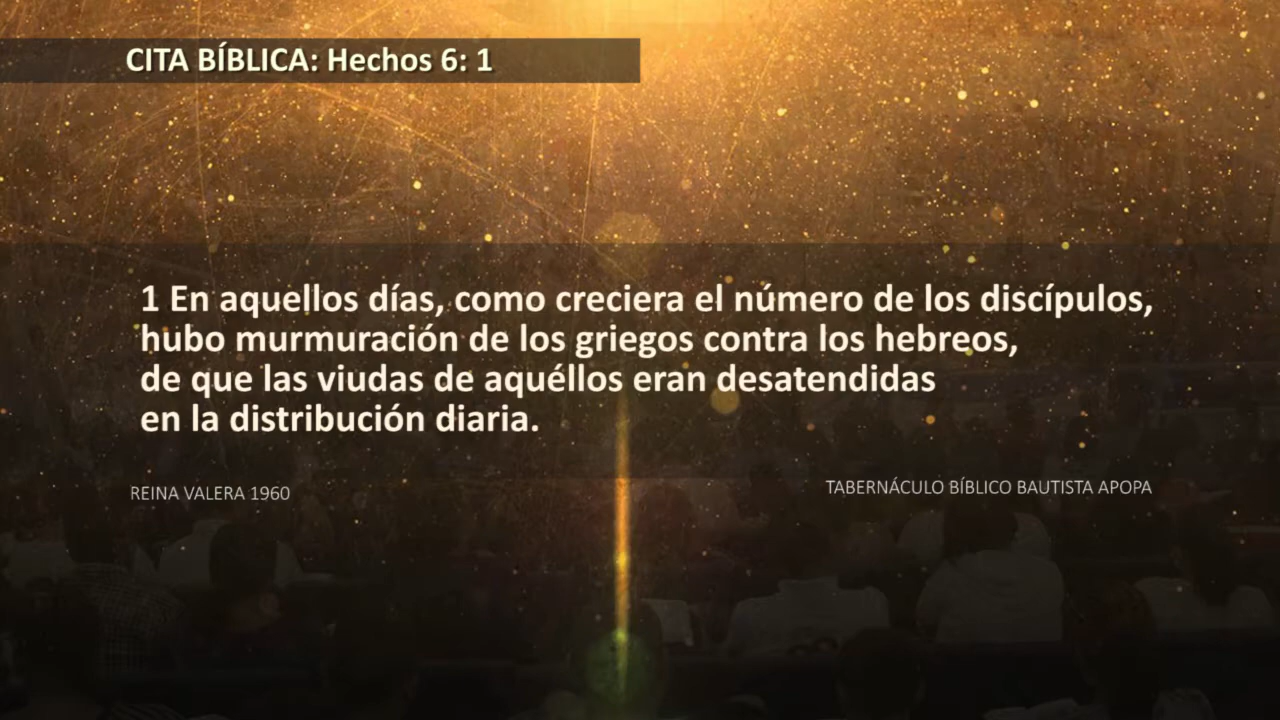 CITA BÍBLICA: Hechos 6: 1
1 En aquellos días, como creciera el número de los discípulos,
hubo murmuración de los griegos contra los hebreos,
de que las viudas de aquéllos eran desatendidas
en la distribución diaria.
REINA VALERA 1960
TABERNÁCULO BÍBLICO BAUTISTA APOPA